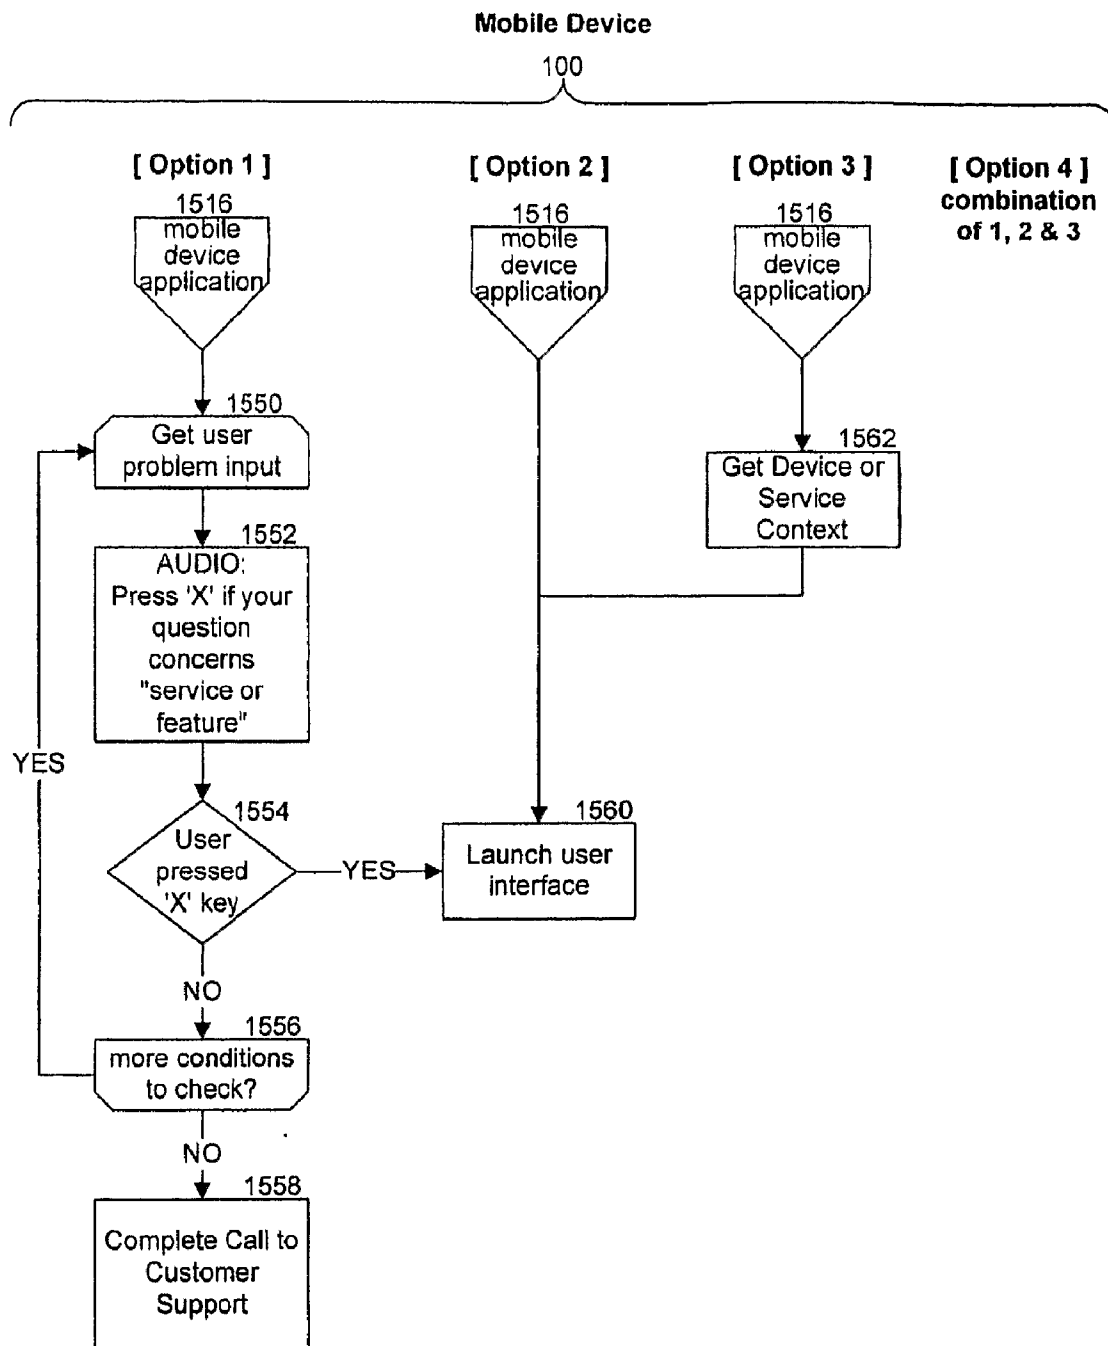 Mobile Device
100
[ Option 1 ]
1516
mobile
device
application
1550
Get user
problem input
1552
AUDIO:
Press 'X' if your
question
concerns
"service or
feature"
YES
1554
User
pressed
'X' key
YES
NO
1556
more conditions
to check?
NO
1558
Complete Call to
Customer
Support
[ Option 2 ]
1516
mobile
device
application
1560
Launch user
interface
[ Option 3 ]
1516
mobile
device
application
1562
Get Device or
Service
Context
[ Option 4 ]
combination
of 1, 2 & 3